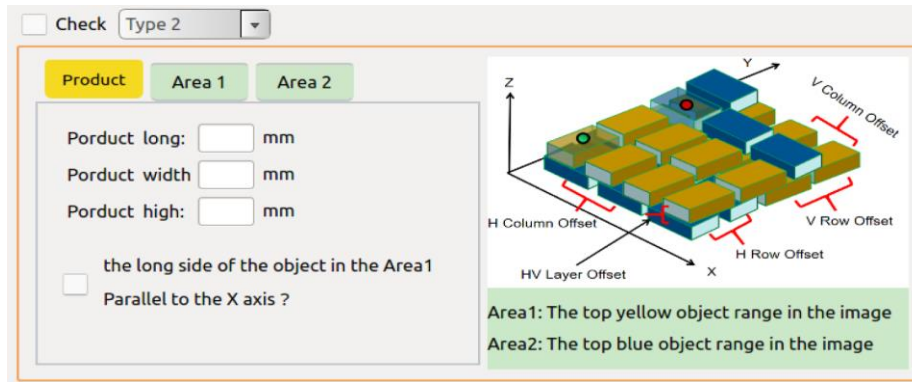 Check Type 2
Product Area 1 Area 2
Porduct long: mm
Porduct width mm
Porduct high: mm
the long side of the object in the Area1
Parallel to the X axis ?
Z
Y
V Column Offset
H Column Offset
V Row Offset
H Row Offset
HV Layer Offset
X
Area1: The top yellow object range in the image
Area2: The top blue object range in the image